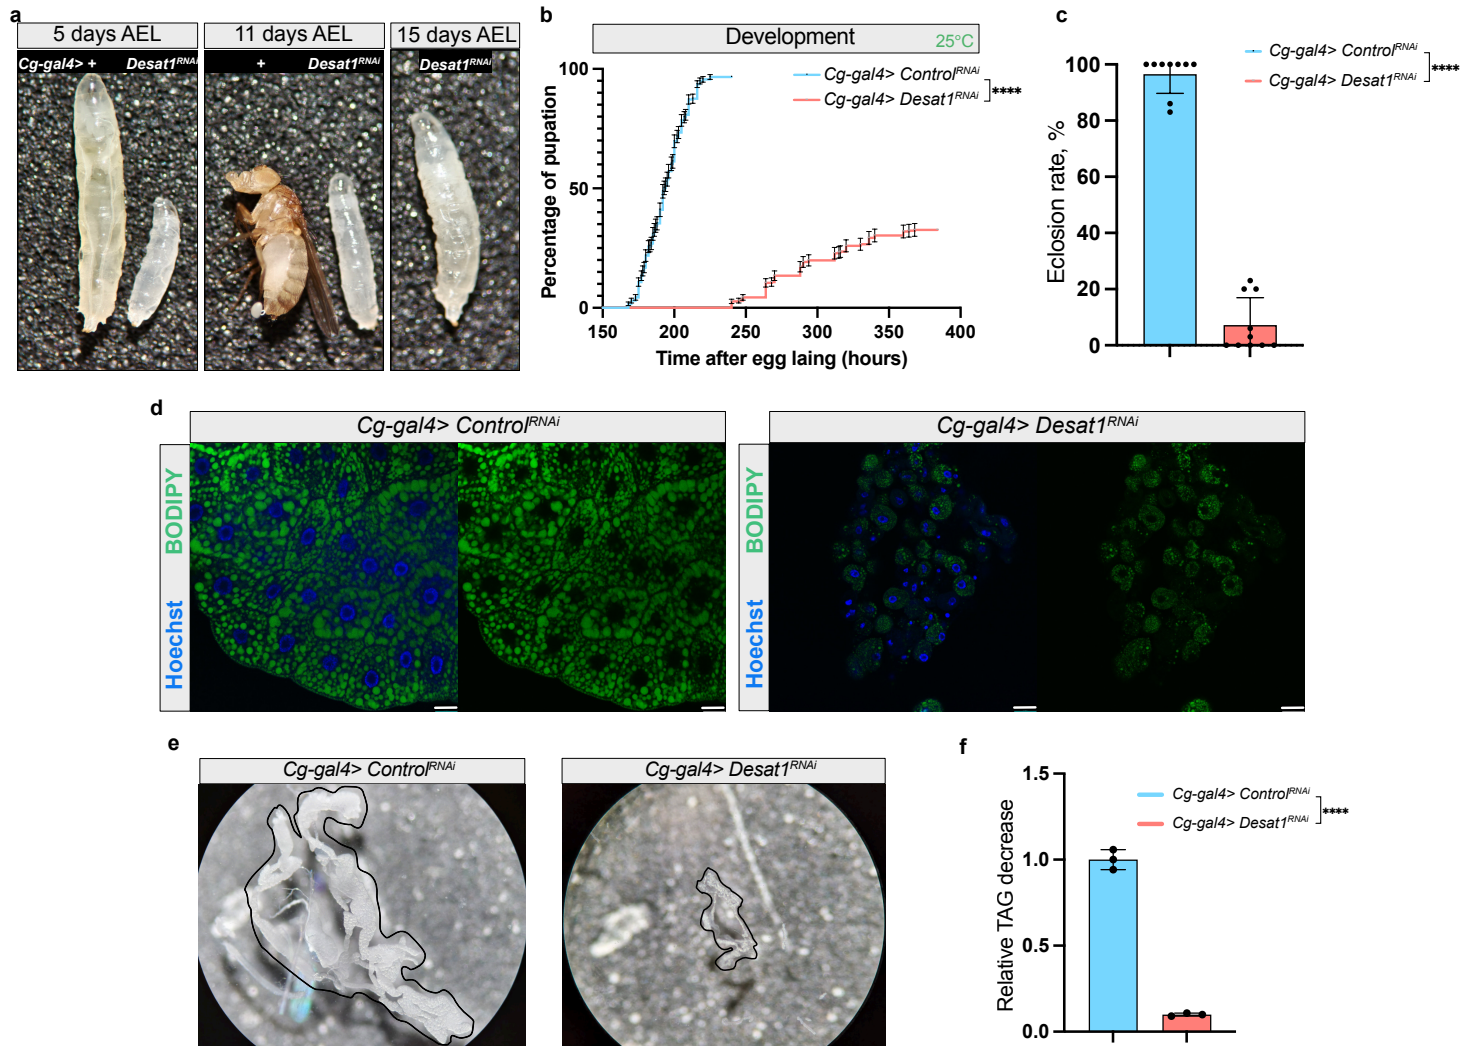 a
5 days AEL
11 days AEL
15 days AEL
Cg-gal4> +
Desat1RNAi
+
Desat1RNAi
Desat1RNAi
b
Development
25°C
Cg-gal4> ControlRNAi
Cg-gal4> Desat1RNAi
****
Percentage of pupation
100
50
0
150
200
250
300
350
400
Time after egg laing (hours)
c
Cg-gal4> ControlRNAi
Cg-gal4> Desat1RNAi
****
Eclosion rate, %
100
80
60
40
20
0
d
Cg-gal4> ControlRNAi
Hoechst BODIPY
Cg-gal4> Desat1RNAi
Hoechst BODIPY
e
Cg-gal4> ControlRNAi
Cg-gal4> Desat1RNAi
f
Cg-gal4> ControlRNAi
Cg-gal4> Desat1RNAi
****
Relative TAG decrease
1.5
1.0
0.5
0.0